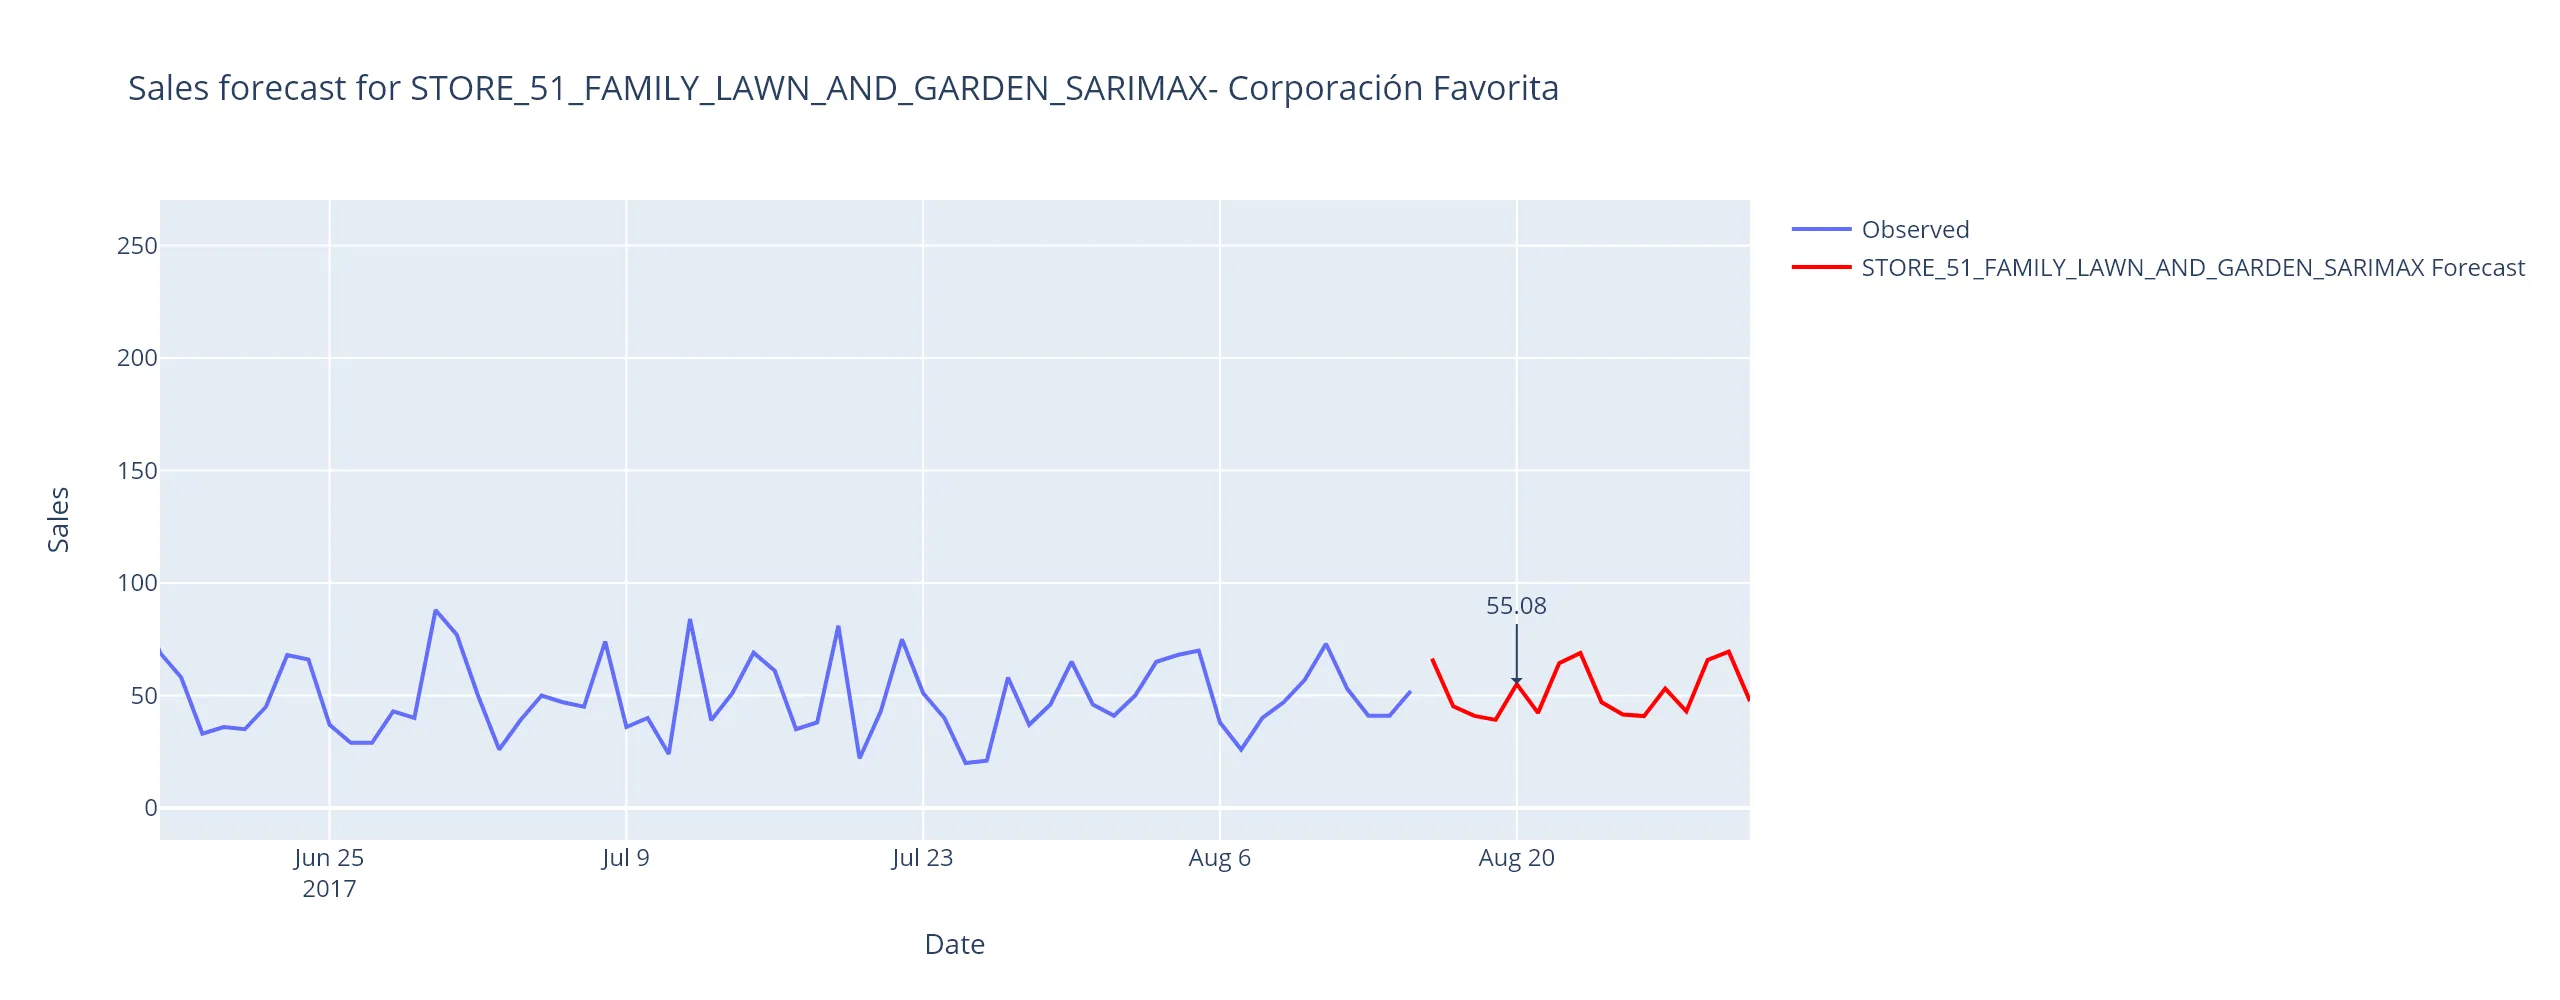 Sales forecast for STORE_51_FAMILY_LAWN_AND_GARDEN_SARIMAX- Corporación Favorita
Observed
STORE_51_FAMILY_LAWN_AND_GARDEN_SARIMAX Forecast
250
200
150
100
50
0
Sales
55.08
Jun 25
2017
Jul 9
Jul 23
Aug 6
Aug 20
Date